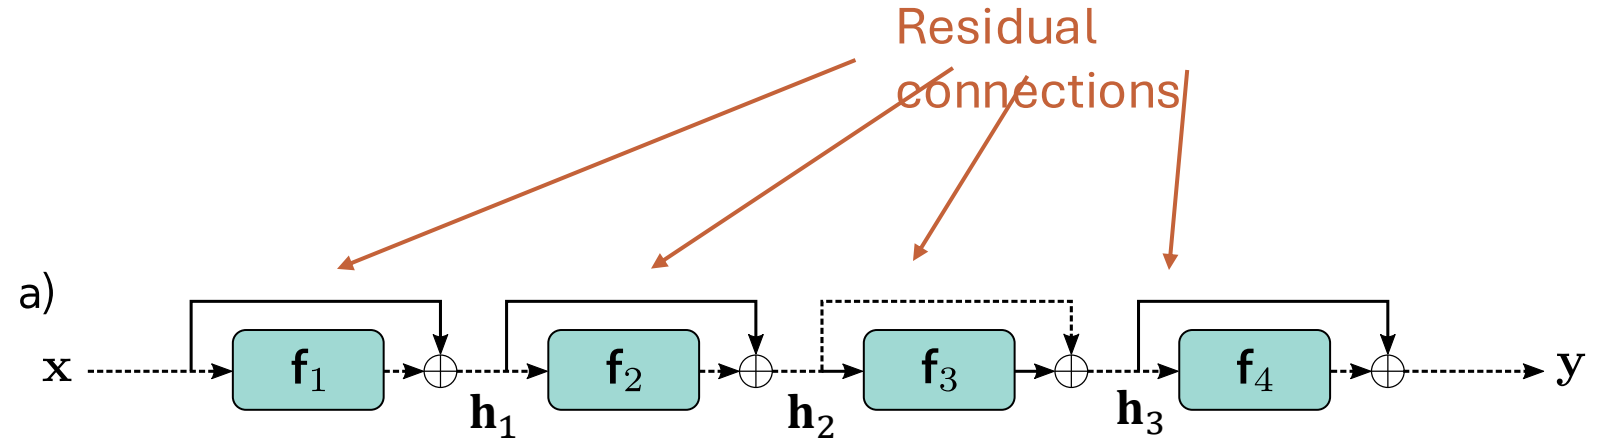 Residual
connections
a)
x f₁ f₂ f₃ f₄ y
h₁ h₂ h₃